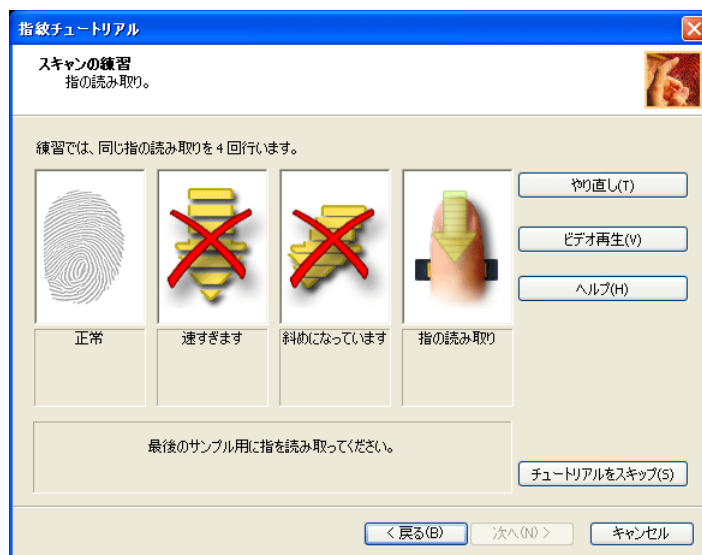 指紋チュートリアル
スキャンの練習
指の読み取り。
練習では、同じ指の読み取りを4回行います。
やり直し(T)
ビデオ再生(V)
ヘルプ(H)
正常
速すぎます
斜めになっています
指の読み取り
最後のサンプル用に指を読み取ってください。
チュートリアルをスキップ(S)
< 戻る(B)
次へ(N) >
キャンセル